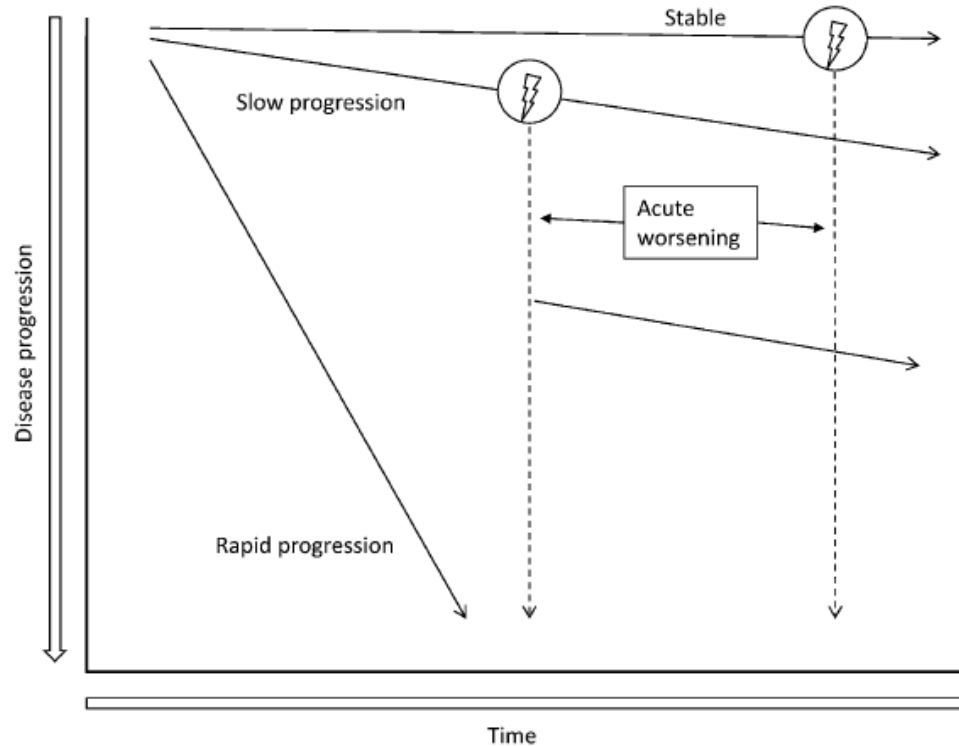 Stable
Slow progression
Acute
worsening
Disease progression
Rapid progression
Time